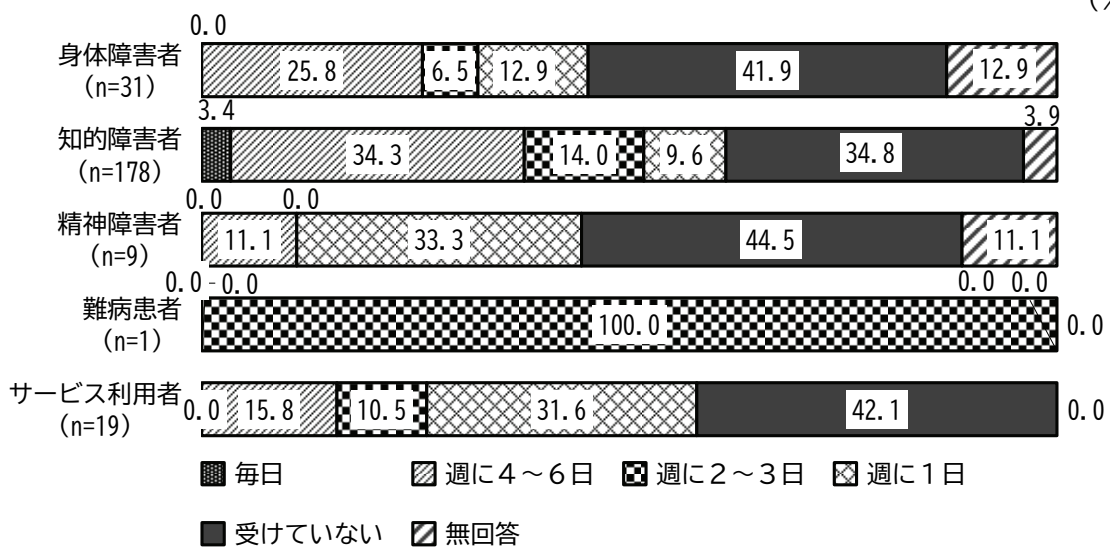 (%
0.0
身体障害者
(n=31)
25.8 6.5 12.9 41.9 12.9
3.4 3.9
知的障害者
(n=178)
34.3 14.0 9.6 34.8
0.0 0.0
精神障害者
(n=9)
11.1 33.3 44.5 11.1
0.0 0.0 0.0 0.0
難病患者
(n=1)
100.0 0.0
サービス利用者
(n=19)
0.0 15.8 10.5 31.6 42.1 0.0
毎日 週に4~6日 週に2~3日 週に1日
受けていない 無回答